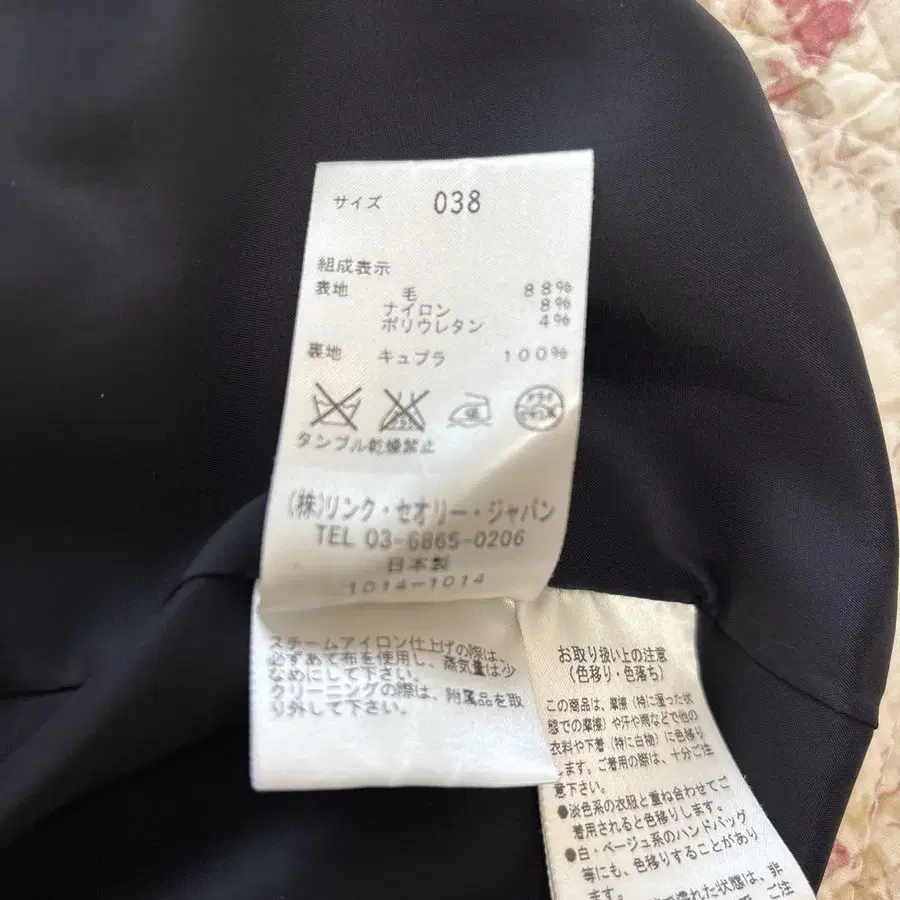 サイズ 038
組成表示
表地 毛 88%
ナイロン 8%
ポリウレタン 4%
裏地 キュプラ 100%
タンブル乾燥禁止
(株)リンク・セオリー・ジャパン
TEL 03-6865-0206
日本製
1014-1014
スチームアイロン仕上げの際は、
必ずあて布を使用し、蒸気量は少
なめにして下さい。
クリーニングの際は、附属品を取
り外して下さい。
お取り扱い上の注意
(色移り・色落ち)
この商品は、摩擦(特に湿った状
態での摩擦)や汗や雨などで他の
衣料や下着(特に白物)に色移り
します。ご着用の際は、十分ご注
意下さい。
●淡色系の衣服と重ね合わせてご
着用されると色移りします。
●白・ベージュ系のハンドバッグ
等にも、色移りすることがあり
ます。
れた状態は、非